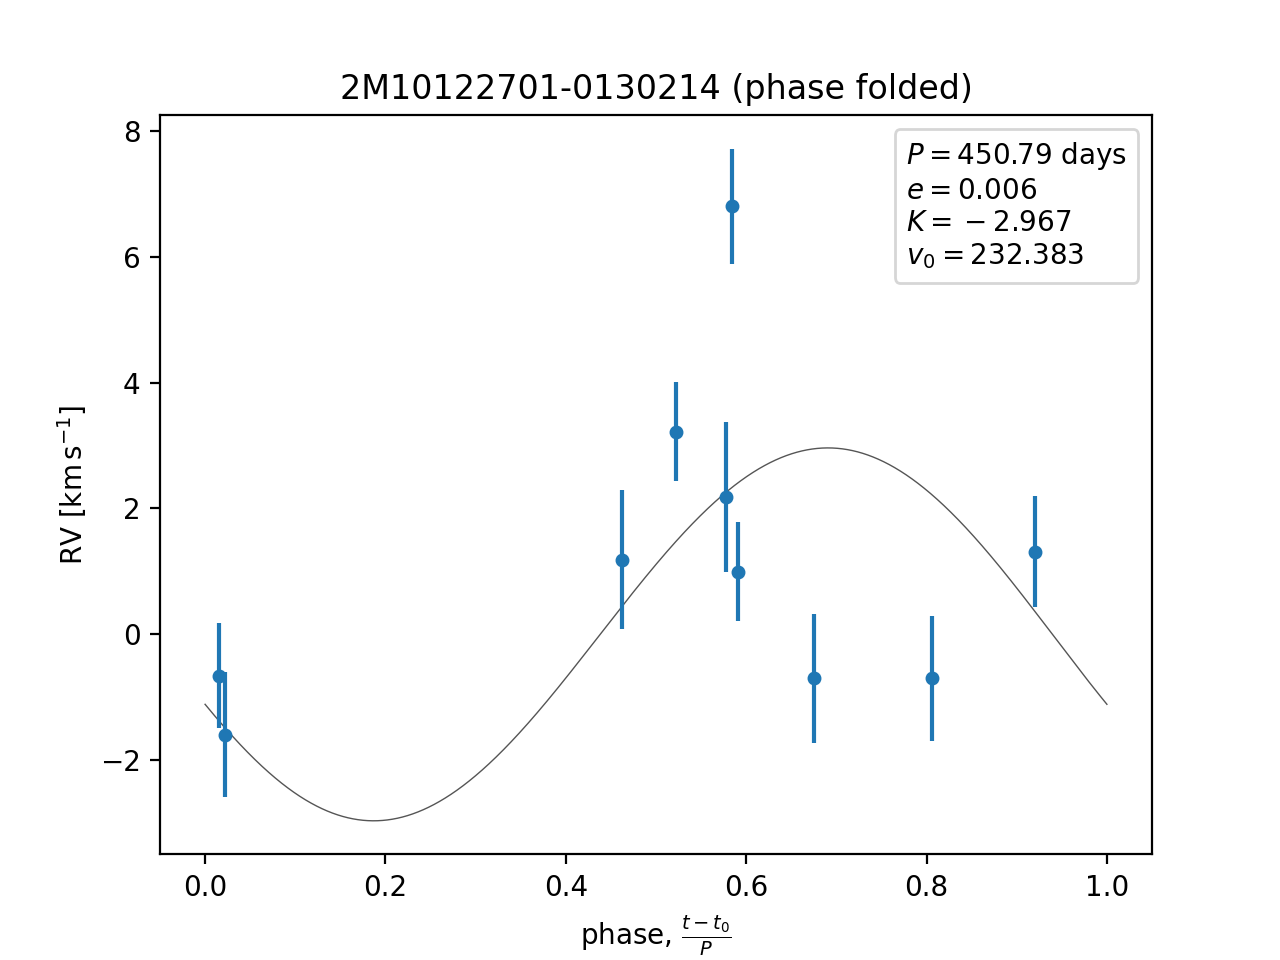 2M10122701-0130214 (phase folded)
P = 450.79 days
e = 0.006
K = −2.967
v₀ = 232.383
RV [km s⁻¹]
8
6
4
2
0
−2
0.0 0.2 0.4 0.6 0.8 1.0
phase, (t − t₀)/P